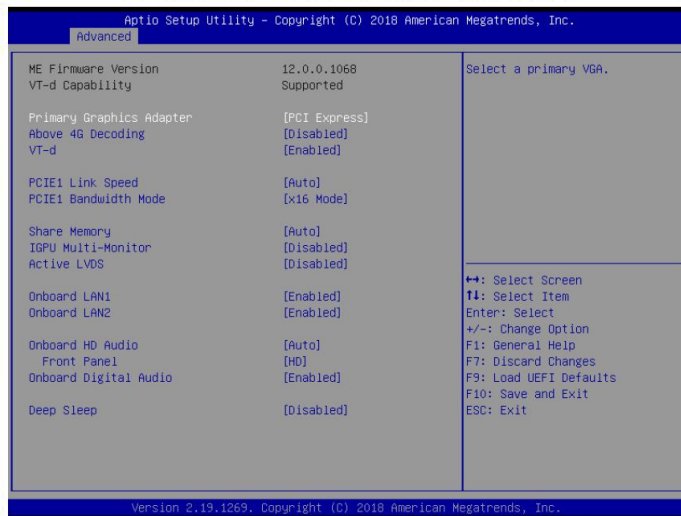 Aptio Setup Utility – Copyright (C) 2018 American Megatrends, Inc.
Advanced
ME Firmware Version 12.0.0.1068
VT-d Capability Supported
Primary Graphics Adapter [PCI Express]
Above 4G Decoding [Disabled]
VT-d [Enabled]
PCIE1 Link Speed [Auto]
PCIE1 Bandwidth Mode [x16 Mode]
Share Memory [Auto]
IGPU Multi-Monitor [Disabled]
Active LVDS [Disabled]
Onboard LAN1 [Enabled]
Onboard LAN2 [Enabled]
Onboard HD Audio [Auto]
Front Panel [HD]
Onboard Digital Audio [Enabled]
Deep Sleep [Disabled]
Select a primary VGA.
↔: Select Screen
↑↓: Select Item
Enter: Select
+/-: Change Option
F1: General Help
F7: Discard Changes
F9: Load UEFI Defaults
F10: Save and Exit
ESC: Exit
Version 2.19.1269. Copyright (C) 2018 American Megatrends, Inc.